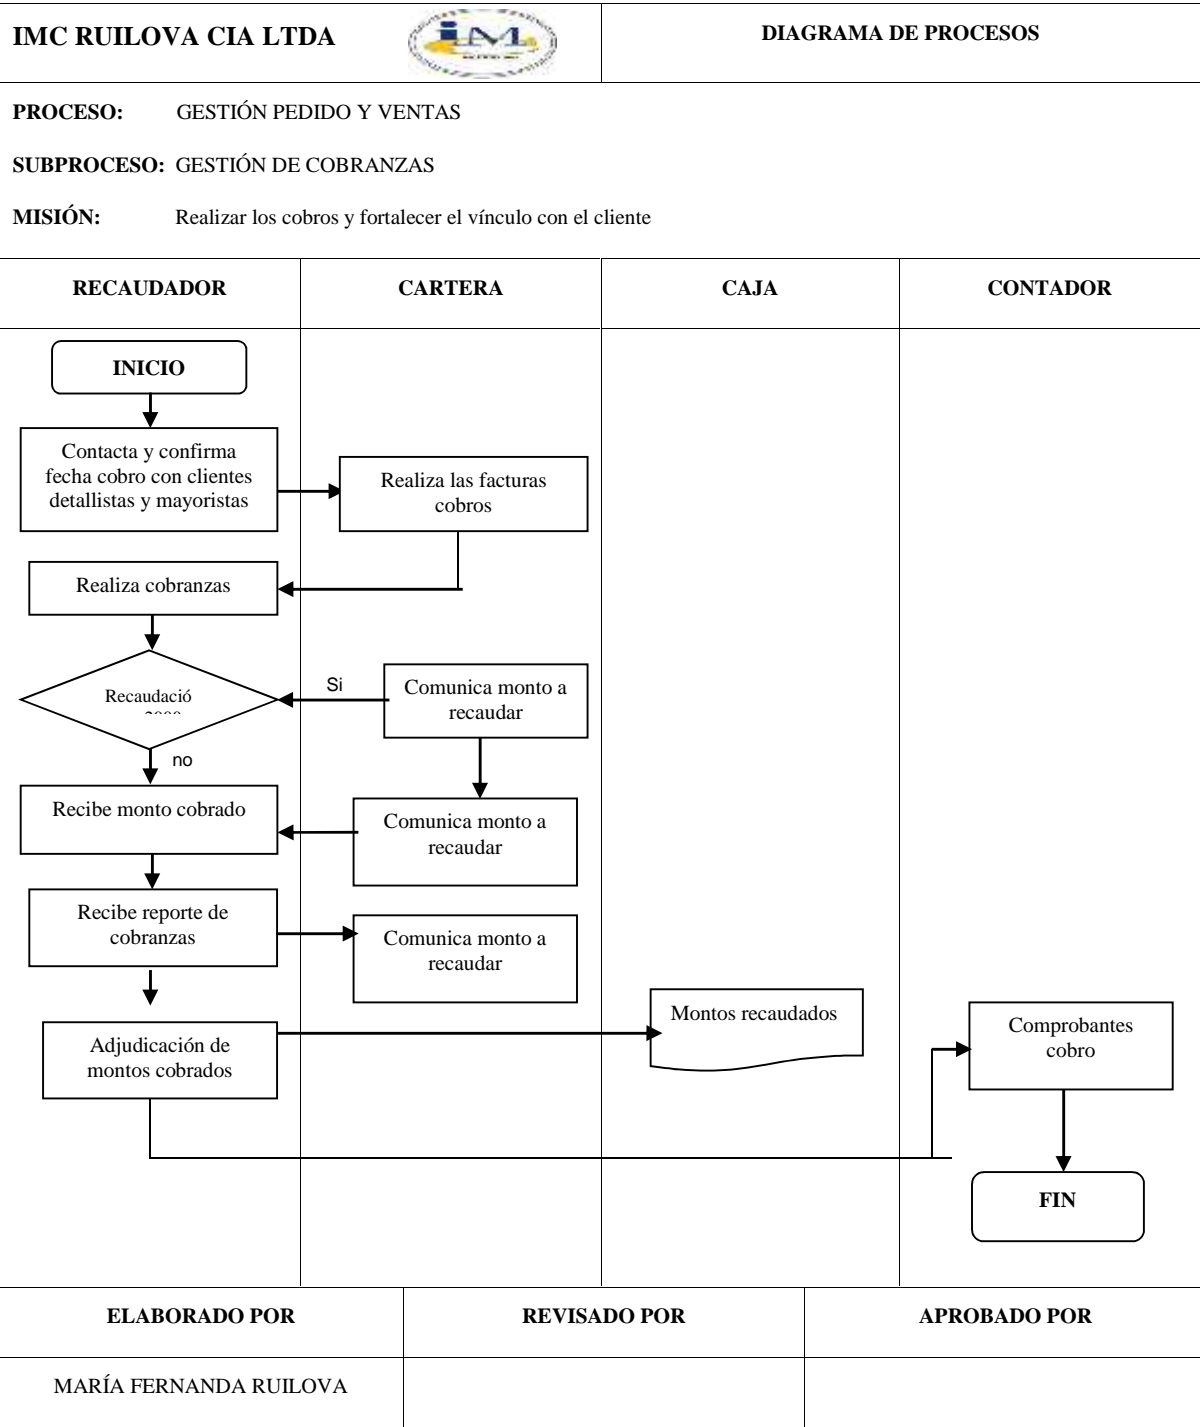 IMC RUILOVA CIA LTDA
DIAGRAMA DE PROCESOS
PROCESO: GESTIÓN PEDIDO Y VENTAS
SUBPROCESO: GESTIÓN DE COBRANZAS
MISIÓN: Realizar los cobros y fortalecer el vínculo con el cliente
RECAUDADOR
CARTERA
CAJA
CONTADOR
INICIO
Contacta y confirma
fecha cobro con clientes
detallistas y mayoristas
Realiza las facturas
cobros
Realiza cobranzas
Recaudació
Si
Comunica monto a
recaudar
no
Recibe monto cobrado
Comunica monto a
recaudar
Recibe reporte de
cobranzas
Comunica monto a
recaudar
Adjudicación de
montos cobrados
Montos recaudados
Comprobantes
cobro
FIN
ELABORADO POR
REVISADO POR
APROBADO POR
MARÍA FERNANDA RUILOVA